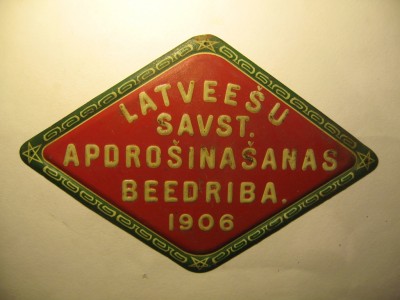 LATVEEŠU
SAVST.
APDROŠINAŠANAS
BEEDRIBA.
1906